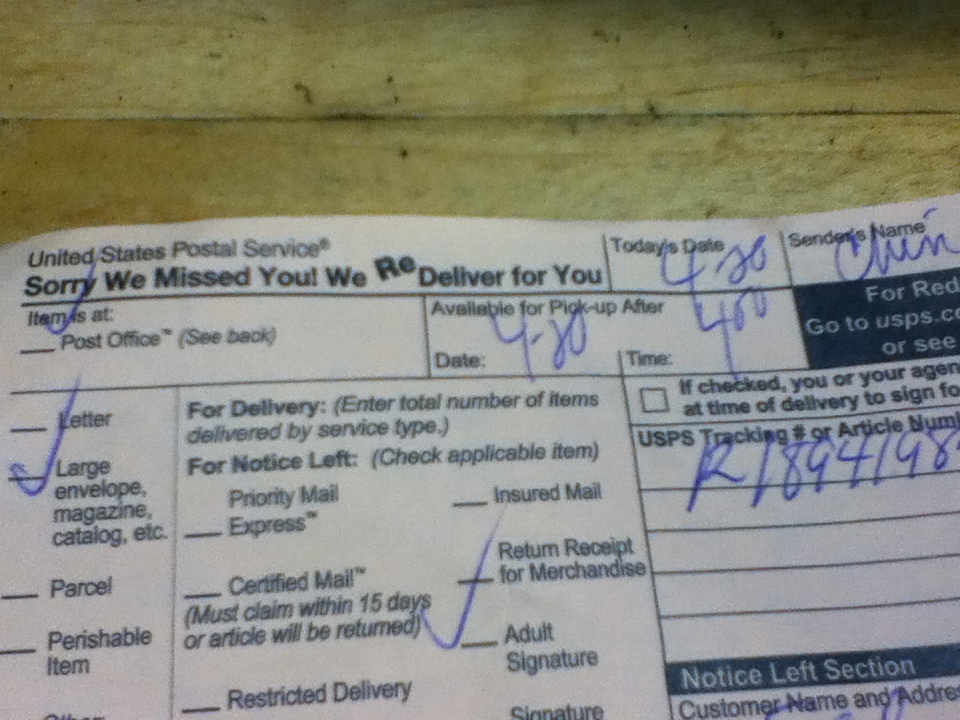 United States Postal Service®
Sorry We Missed You! We ReDeliver for You
Today's Date
4-30
Sender's Name
Item is at:
Post Office™ (See back)
Available for Pick-up After
Date: 4-30
Time: 400
For Red
Go to usps.co
or see
If checked, you or your agen
at time of delivery to sign fo
Letter
Large
envelope,
magazine,
catalog, etc.
Parcel
Perishable
Item
For Delivery: (Enter total number of items
delivered by service type.)
For Notice Left: (Check applicable item)
Priority Mail
Express™
Certified Mail™
(Must claim within 15 days
or article will be returned)
Restricted Delivery
Insured Mail
Return Receipt
for Merchandise
Adult
Signature
Signature
USPS Tracking # or Article Numb
Notice Left Section
Customer Name and Addres